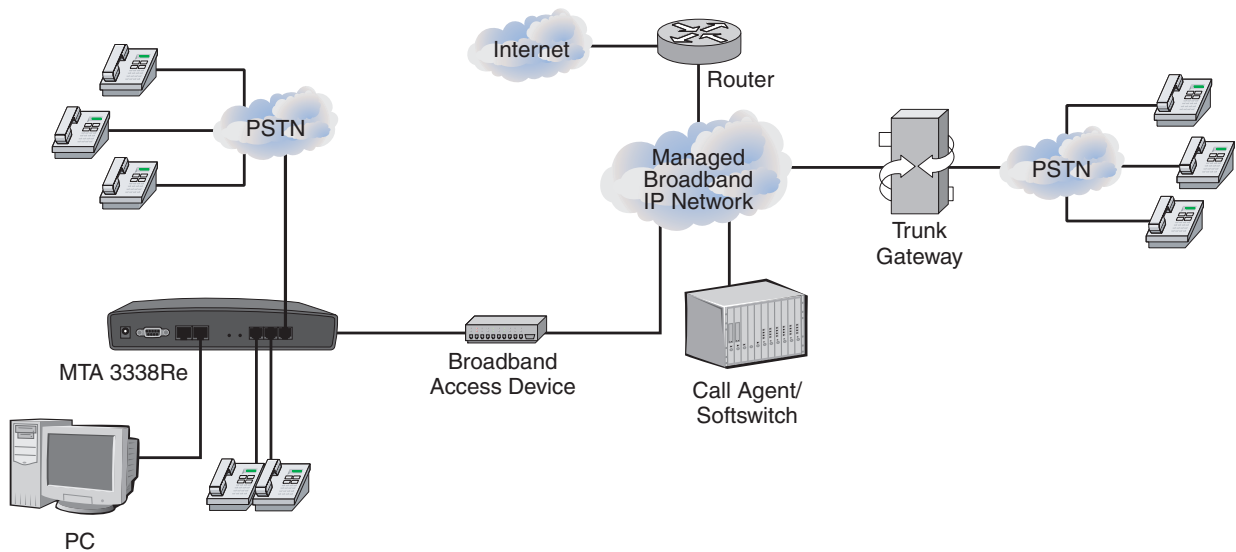 Internet
Router
PSTN
Managed
Broadband
IP Network
PSTN
Trunk
Gateway
MTA 3338Re
Broadband
Access Device
Call Agent/
Softswitch
PC